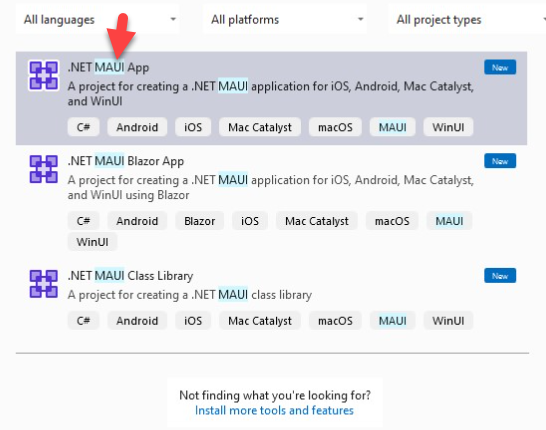 All languages All platforms All project types
.NET MAUI App New
A project for creating a .NET MAUI application for iOS, Android, Mac Catalyst,
and WinUI
C# Android iOS Mac Catalyst macOS MAUI WinUI
.NET MAUI Blazor App New
A project for creating a .NET MAUI application for iOS, Android, Mac Catalyst,
and WinUI using Blazor
C# Android Blazor iOS Mac Catalyst macOS MAUI
WinUI
.NET MAUI Class Library New
A project for creating a .NET MAUI class library
C# Android iOS Mac Catalyst macOS MAUI WinUI
Not finding what you're looking for?
Install more tools and features